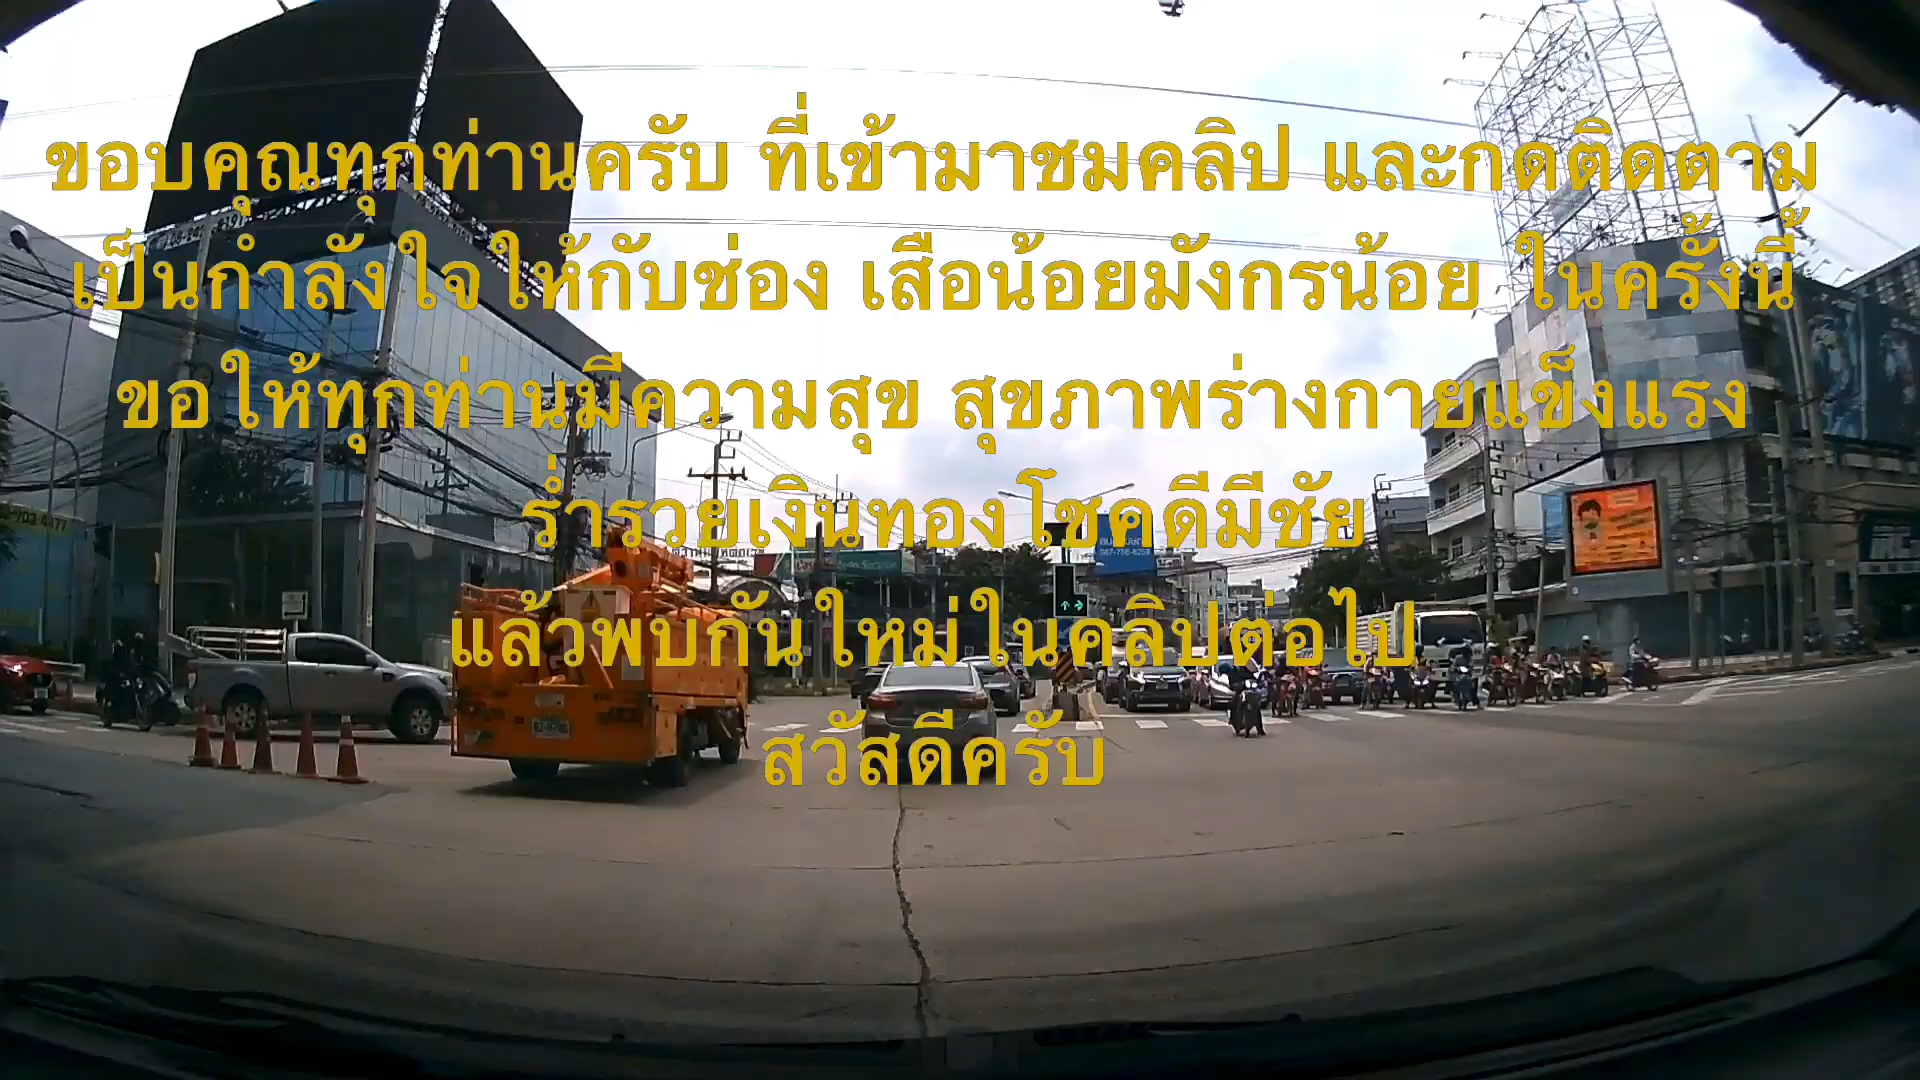 ขอบคุณทุกท่านครับ ที่เข้ามาชมคลิป และกดติดตาม
เป็นกำลังใจให้กับช่อง เสือน้อยมังกรน้อย ในครั้งนี้
ขอให้ทุกท่านมีความสุข สุขภาพร่างกายแข็งแรง
ร่ำรวยเงินทองโชคดีมีชัย
แล้วพบกันใหม่ในคลิปต่อไป
สวัสดีครับ